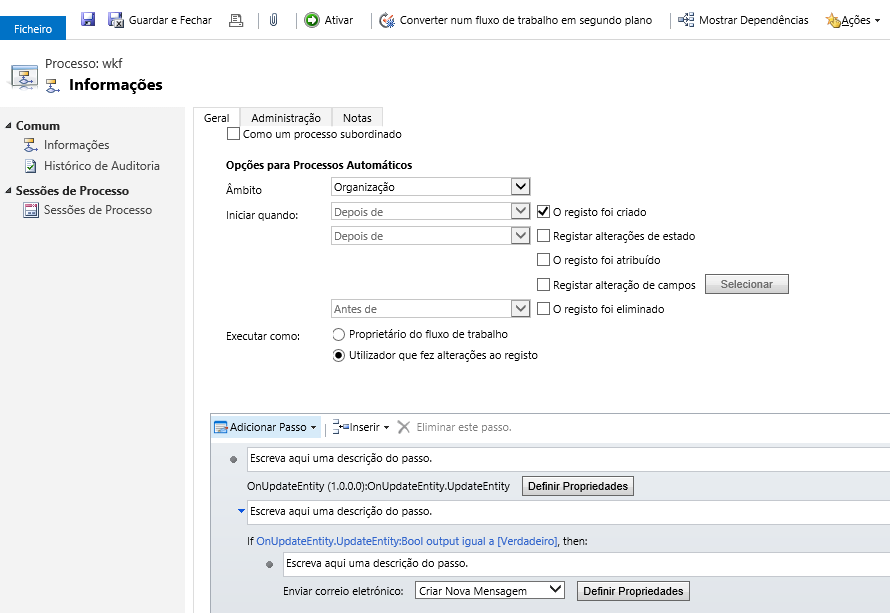 Ficheiro
Guardar e Fechar
Ativar
Converter num fluxo de trabalho em segundo plano
Mostrar Dependências
Ações
Processo: wkf
Informações
Comum
Informações
Histórico de Auditoria
Sessões de Processo
Sessões de Processo
Geral Administração Notas
Como um processo subordinado
Opções para Processos Automáticos
Âmbito Organização
Iniciar quando: Depois de O registo foi criado
Depois de Registar alterações de estado
O registo foi atribuído
Registar alteração de campos Selecionar
Antes de O registo foi eliminado
Executar como: Proprietário do fluxo de trabalho
Utilizador que fez alterações ao registo
Adicionar Passo Inserir Eliminar este passo.
Escreva aqui uma descrição do passo.
OnUpdateEntity (1.0.0.0):OnUpdateEntity.UpdateEntity Definir Propriedades
Escreva aqui uma descrição do passo.
If OnUpdateEntity.UpdateEntity:Bool output igual a [Verdadeiro], then:
Escreva aqui uma descrição do passo.
Enviar correio eletrónico: Criar Nova Mensagem Definir Propriedades